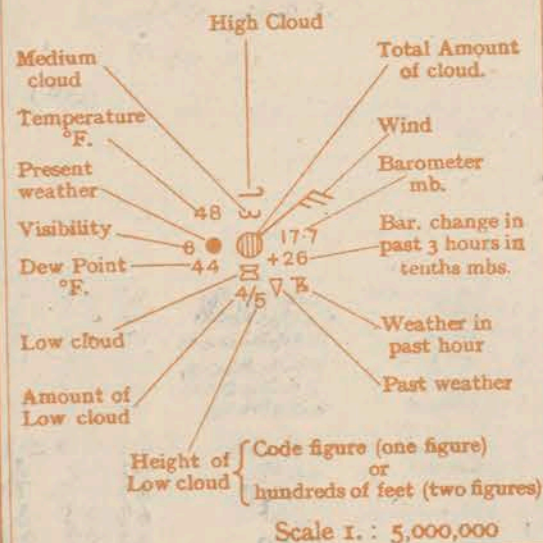 High Cloud
Medium
cloud
Total Amount
of cloud.
Temperature
°F.
Wind
Present
weather
Barometer
mb.
48
Visibility
6
17.7
Bar. change in
past 3 hours in
tenths mbs.
+26
Dew Point
°F.
44
4/5
Low cloud
Weather in
past hour
Amount of
Low cloud
Past weather
Height of
Low cloud
Code figure (one figure)
or
hundreds of feet (two figures)
Scale 1. : 5,000,000